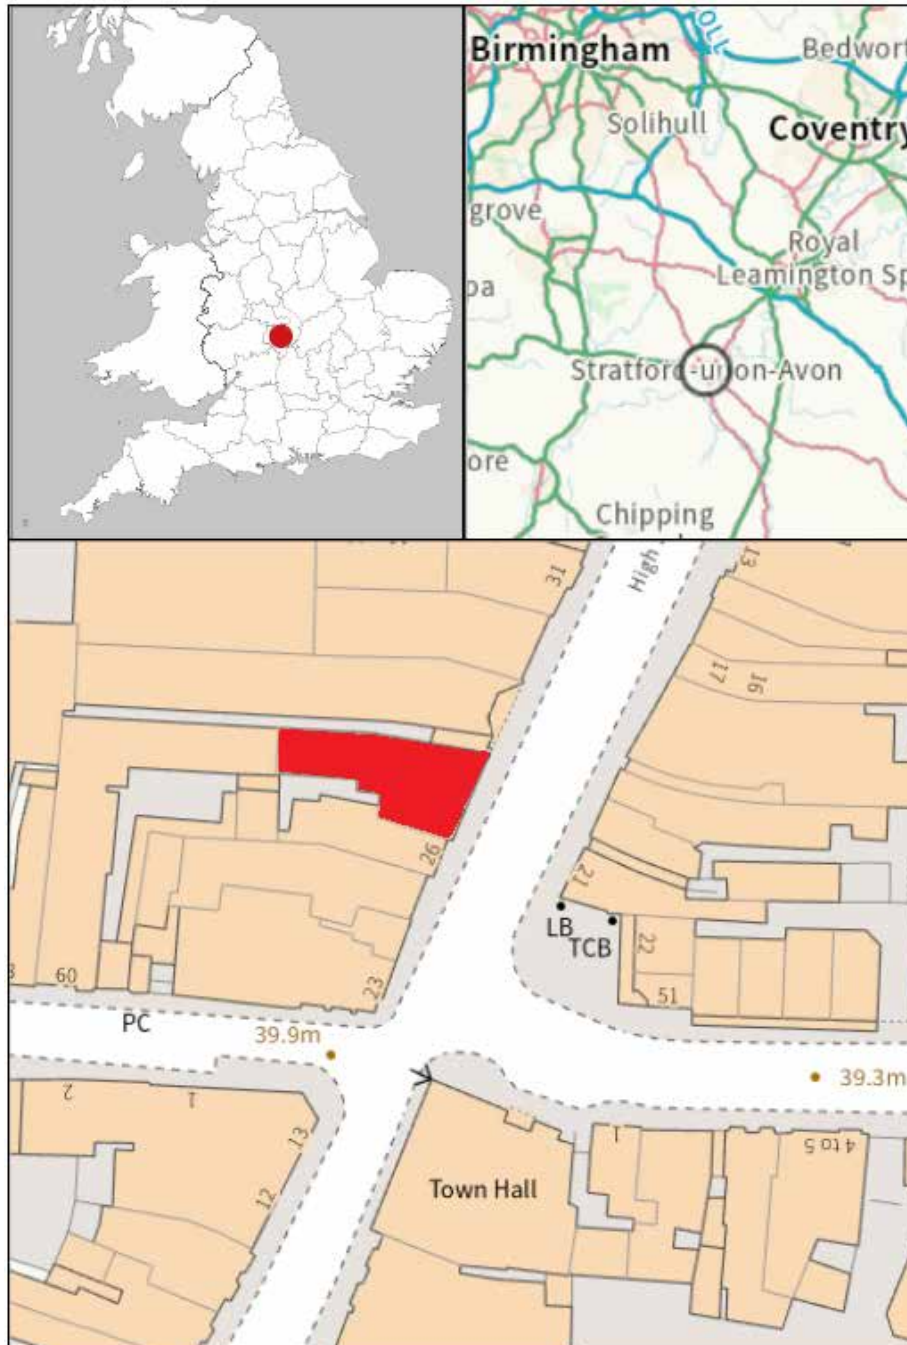 OLL
Birmingham
Bedwort
Solihull
Coventry
grove
Royal
Leamington Sp
pa
Stratford-upon-Avon
ore
Chipping
High
31
13
17
16
26
21
LB
TCB
22
23
51
60
PC
39.9m
39.3m
2
1
13
12
Town Hall
1
4 to 5